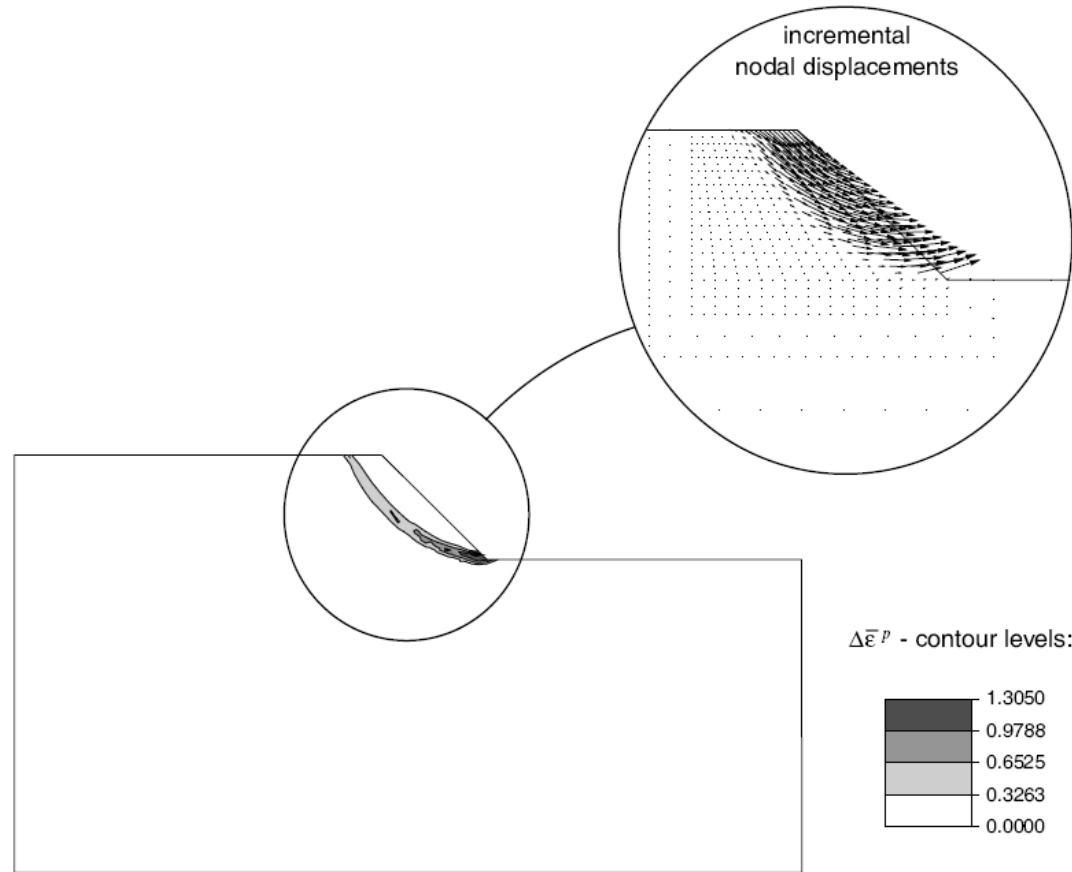 incremental
nodal displacements
Δε̄ ᵖ - contour levels:
1.3050
0.9788
0.6525
0.3263
0.0000